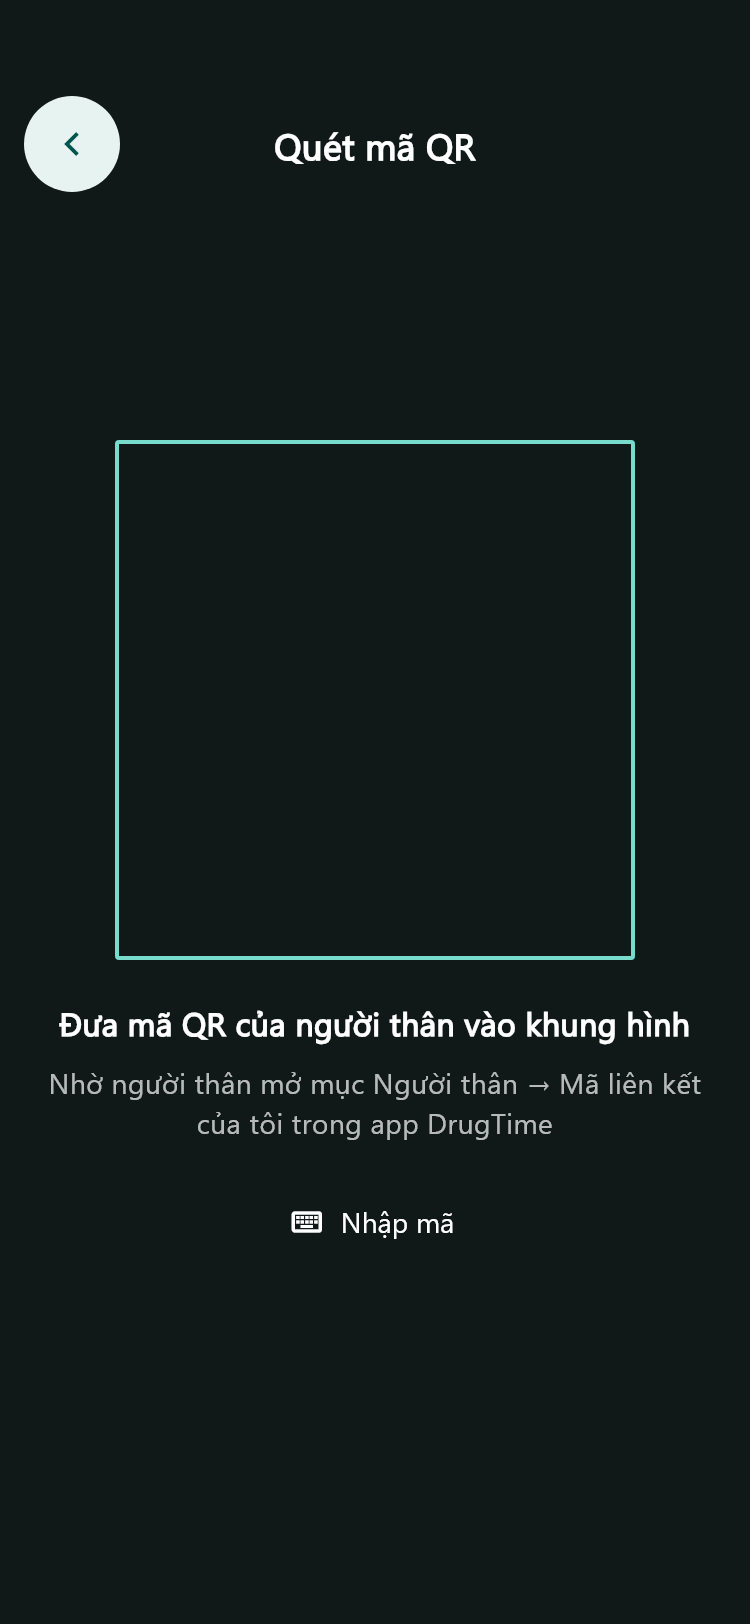 Quét mã QR
Đưa mã QR của người thân vào khung hình
Nhờ người thân mở mục Người thân → Mã liên kết
của tôi trong app DrugTime
Nhập mã